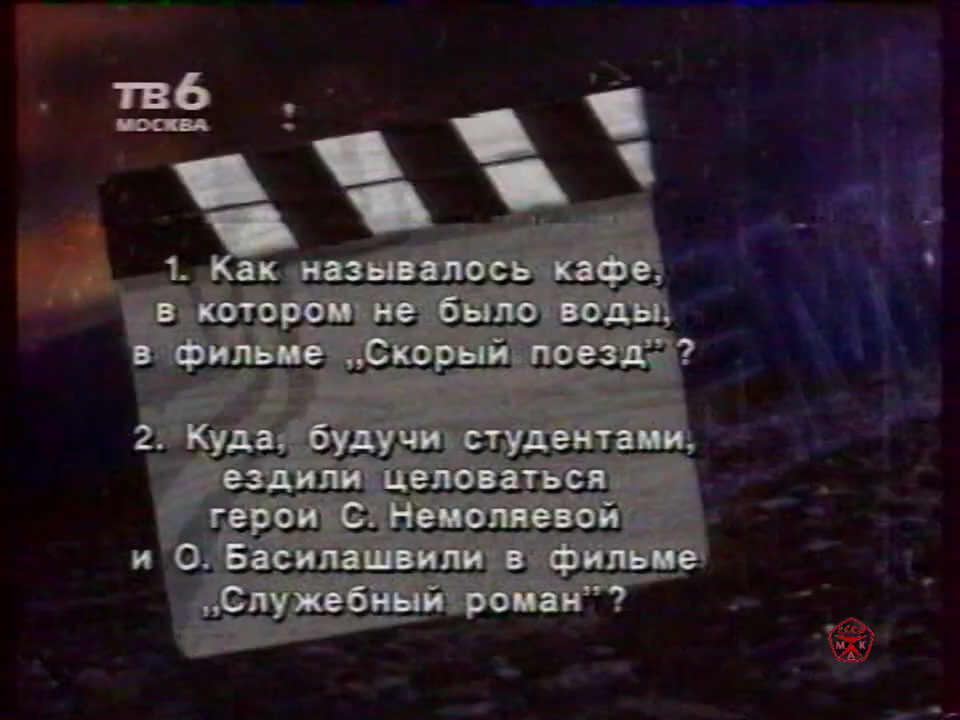 ТВ6
МОСКВА
1. Как называлось кафе,
в котором не было воды,
в фильме „Скорый поезд”?
2. Куда, будучи студентами,
ездили целоваться
герои С. Немоляевой
и О. Басилашвили в фильме
„Служебный роман”?
СССР
М К
Д